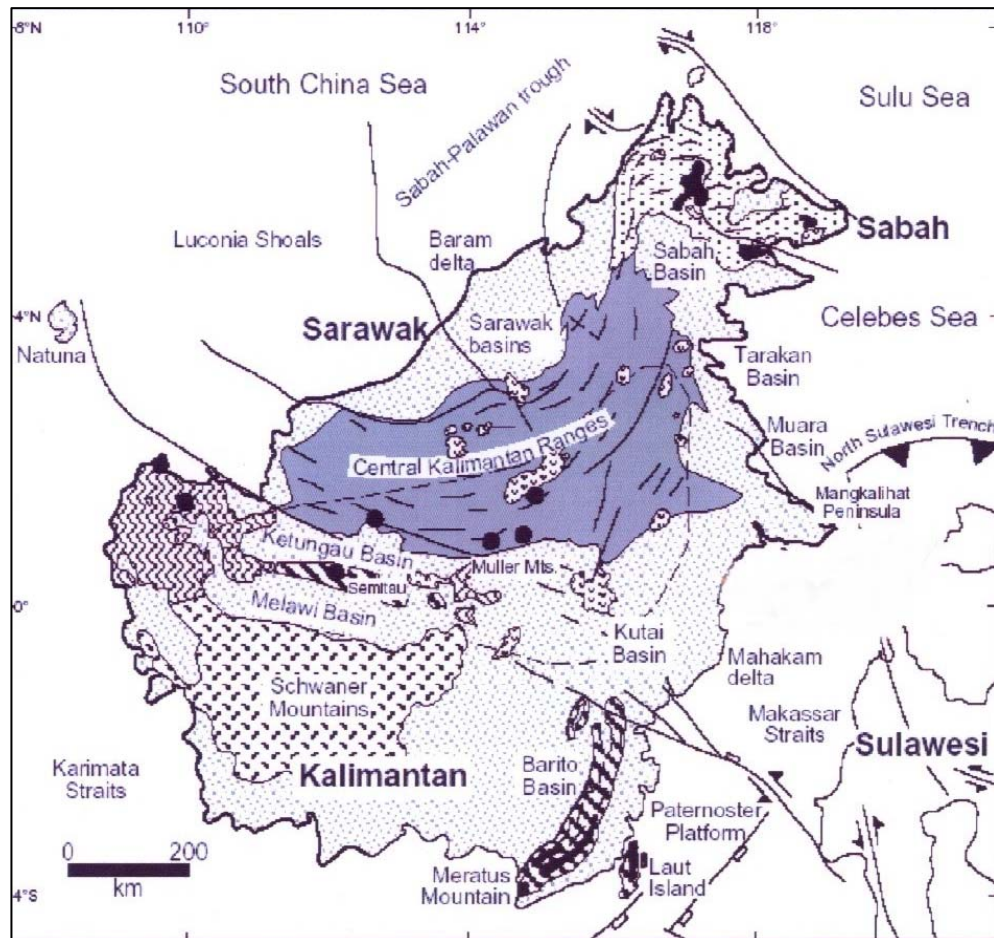 110°
114°
118°
8°N
South China Sea
Sulu Sea
Sabah-Palawan trough
Luconia Shoals
Baram
delta
Sabah
Sabah
Basin
4°N
Natuna
Sarawak
Sarawak
basins
Celebes Sea
Tarakan
Basin
Muara
Basin
North Sulawesi Trench
Central Kalimantan Ranges
Mangkalihat
Peninsula
Ketungau Basin
Muller Mts.
Semitau
0°
Melawi Basin
Kutai
Basin
Mahakam
delta
Schwaner
Mountains
Makassar
Straits
Sulawesi
Karimata
Straits
Kalimantan
Barito
Basin
Paternoster
Platform
0
200
km
Meratus
Mountain
Laut
Island
4°S